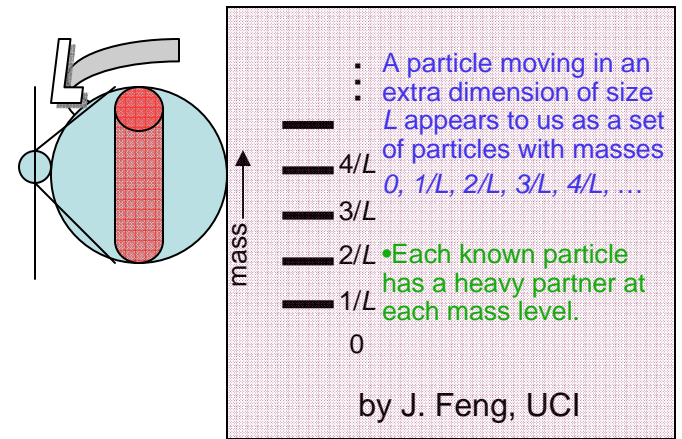 L
A particle moving in an
extra dimension of size
L appears to us as a set
of particles with masses
0, 1/L, 2/L, 3/L, 4/L, …
•Each known particle
has a heavy partner at
each mass level.
mass
4/L
3/L
2/L
1/L
0
by J. Feng, UCI